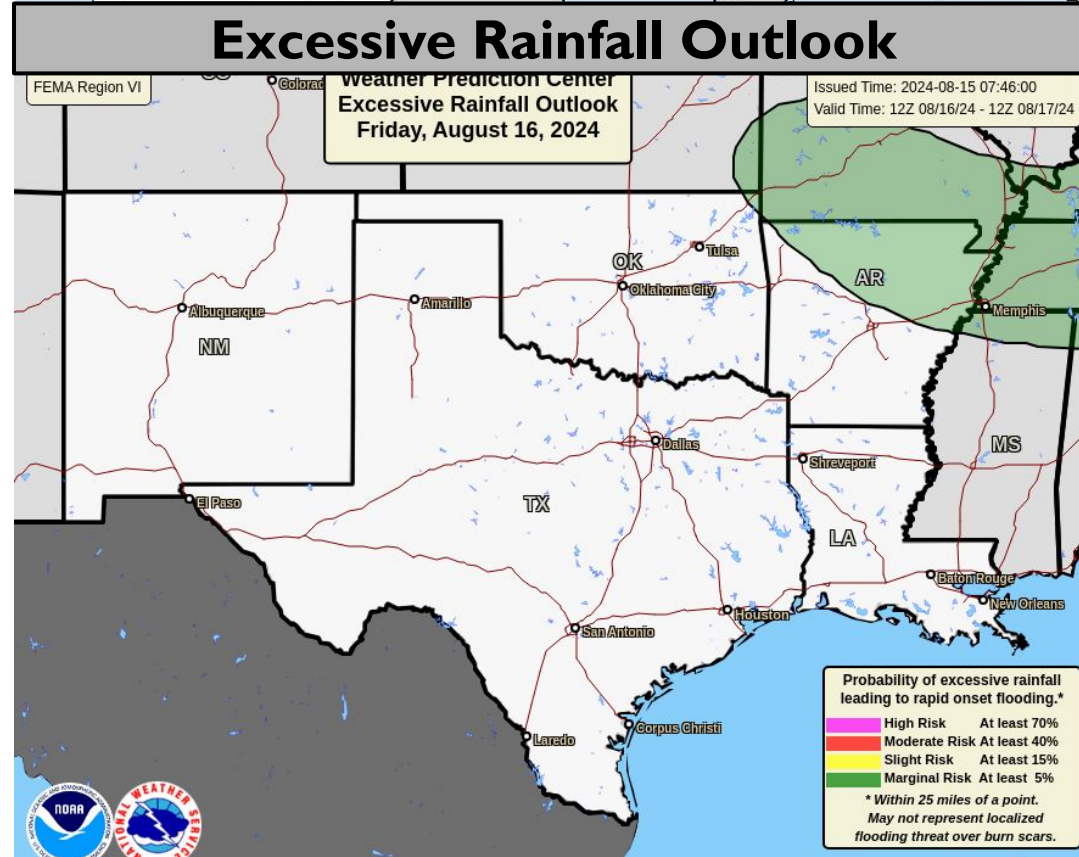 Excessive Rainfall Outlook
FEMA Region VI
Weather Prediction Center
Excessive Rainfall Outlook
Friday, August 16, 2024
Issued Time: 2024-08-15 07:46:00
Valid Time: 12Z 08/16/24 - 12Z 08/17/24
Colorad
Tulsa
OK
AR
Oklahoma City
Amarillo
Albuquerque
Memphis
NM
Dallas
MS
Shreveport
El Paso
TX
LA
Baton Rouge
New Orleans
Houston
San Antonio
Corpus Christi
Laredo
Probability of excessive rainfall
leading to rapid onset flooding.*
High Risk At least 70%
Moderate Risk At least 40%
Slight Risk At least 15%
Marginal Risk At least 5%
* Within 25 miles of a point.
May not represent localized
flooding threat over burn scars.
NOAA
NATIONAL WEATHER SERVICE